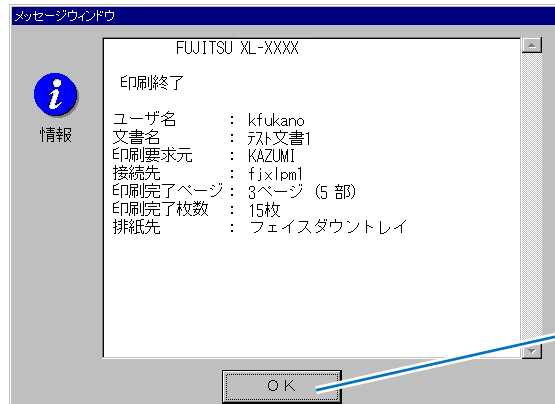 メッセージウィンドウ
FUJITSU XL-XXXX
印刷終了
情報
ユーザ名 : kfukano
文書名 : ﾃｽﾄ文書1
印刷要求元 : KAZUMI
接続先 : fjxlpm1
印刷完了ページ : 3ページ (5 部)
印刷完了枚数 : 15枚
排紙先 : フェイスダウントレイ
ＯＫ